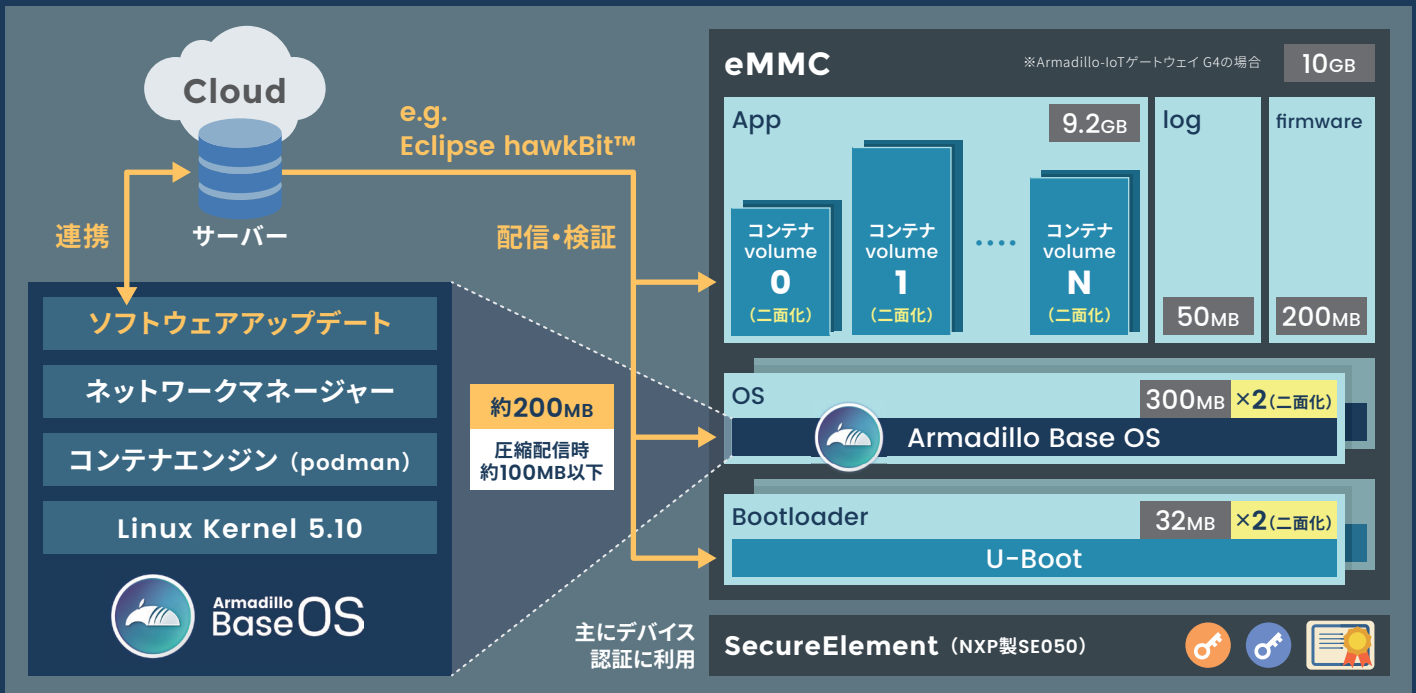 Cloud
サーバー
連携
e.g.
Eclipse hawkBit™
配信・検証
ソフトウェアアップデート
ネットワークマネージャー
コンテナエンジン（podman）
Linux Kernel 5.10
Armadillo
Base OS
約200MB
圧縮配信時
約100MB以下
eMMC
※Armadillo-IoTゲートウェイ G4の場合
10GB
App
9.2GB
コンテナ
volume
0
（二面化）
コンテナ
volume
1
（二面化）
････
コンテナ
volume
N
（二面化）
log
50MB
firmware
200MB
OS
300MB ×2（二面化）
Armadillo Base OS
Bootloader
32MB ×2（二面化）
U-Boot
主にデバイス
認証に利用
SecureElement（NXP製SE050）